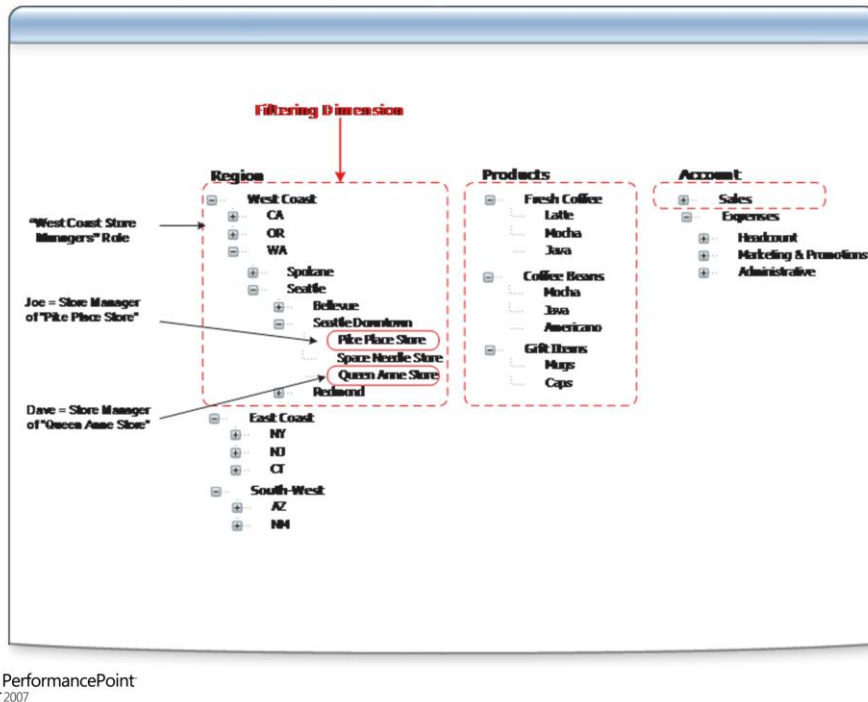 Filtering Dimension
Region
West Coast
CA
OR
WA
Spokane
Seattle
Bellevue
Seattle Downtown
Pike Place Store
Space Needle Store
Queen Anne Store
Redmond
East Coast
NY
NJ
CT
South-West
AZ
NM
"West Coast Store
Managers" Role
Joe = Store Manager
of "Pike Place Store"
Dave = Store Manager
of "Queen Anne Store"
Products
Fresh Coffee
Latte
Mocha
Java
Coffee Beans
Mocha
Java
Americano
Gift Items
Mugs
Caps
Account
Sales
Expenses
Headcount
Marketing & Promotions
Administrative
PerformancePoint
2007